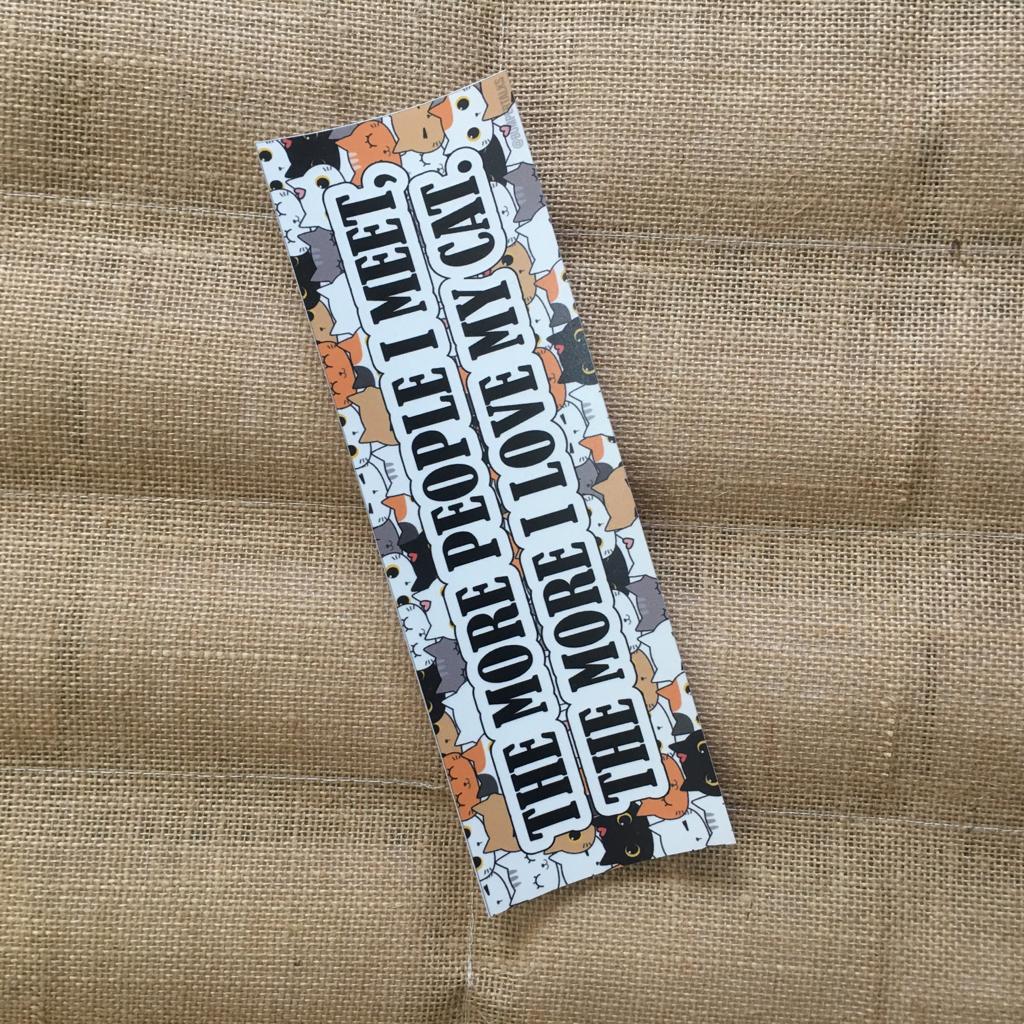 THE MORE PEOPLE I MEET,
THE MORE I LOVE MY CAT.